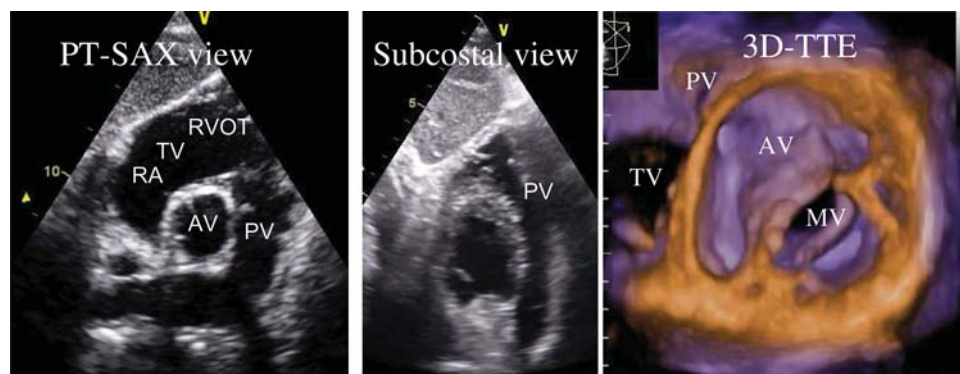 V
PT-SAX view
RVOT
TV
10
RA
AV
PV
V
Subcostal view
5
PV
3D-TTE
PV
AV
TV
MV